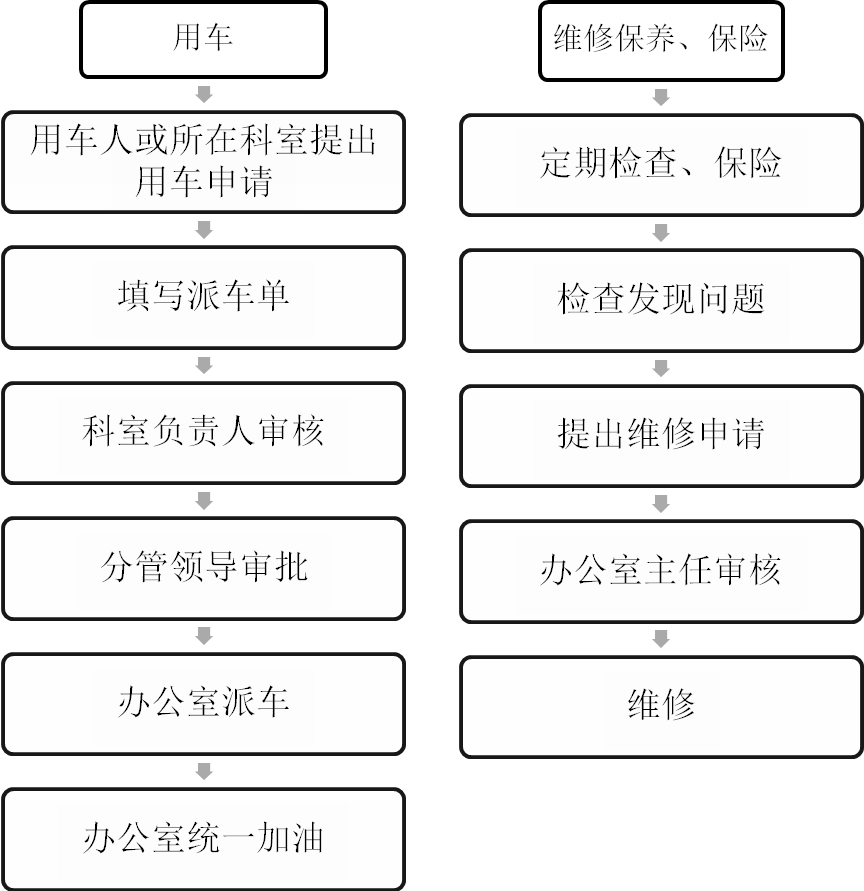 用车
用车人或所在科室提出
用车申请
填写派车单
科室负责人审核
分管领导审批
办公室派车
办公室统一加油
维修保养、保险
定期检查、保险
检查发现问题
提出维修申请
办公室主任审核
维修